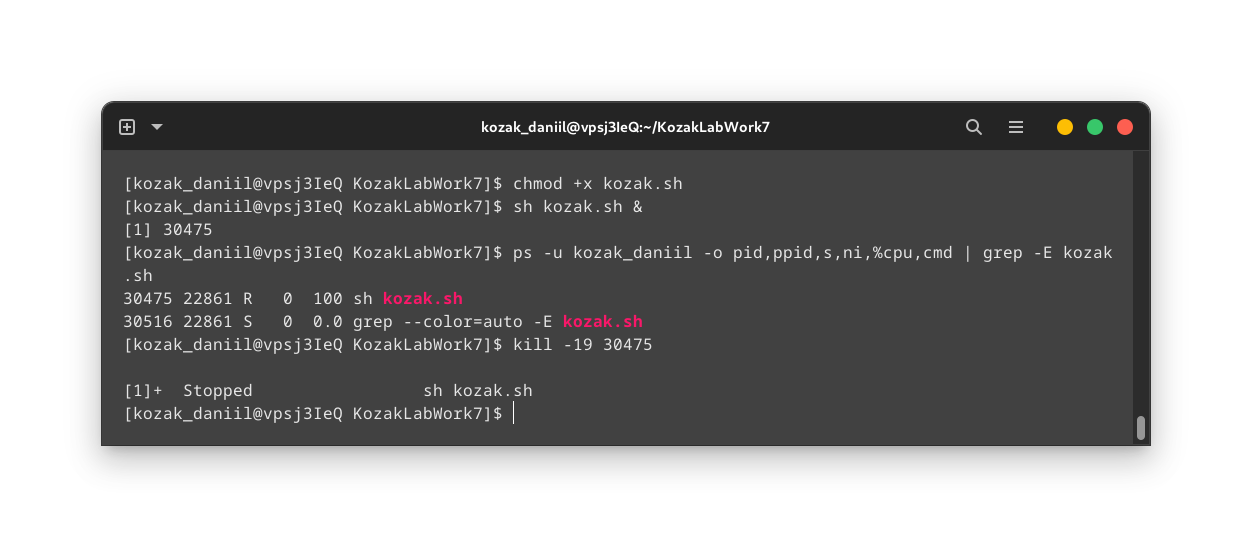 kozak_daniil@vpsj3IeQ:~/KozakLabWork7
[kozak_daniil@vpsj3IeQ KozakLabWork7]$ chmod +x kozak.sh
[kozak_daniil@vpsj3IeQ KozakLabWork7]$ sh kozak.sh &
[1] 30475
[kozak_daniil@vpsj3IeQ KozakLabWork7]$ ps -u kozak_daniil -o pid,ppid,s,ni,%cpu,cmd | grep -E kozak
.sh
30475 22861 R   0  100 sh kozak.sh
30516 22861 S   0  0.0 grep --color=auto -E kozak.sh
[kozak_daniil@vpsj3IeQ KozakLabWork7]$ kill -19 30475
[1]+  Stopped                 sh kozak.sh
[kozak_daniil@vpsj3IeQ KozakLabWork7]$